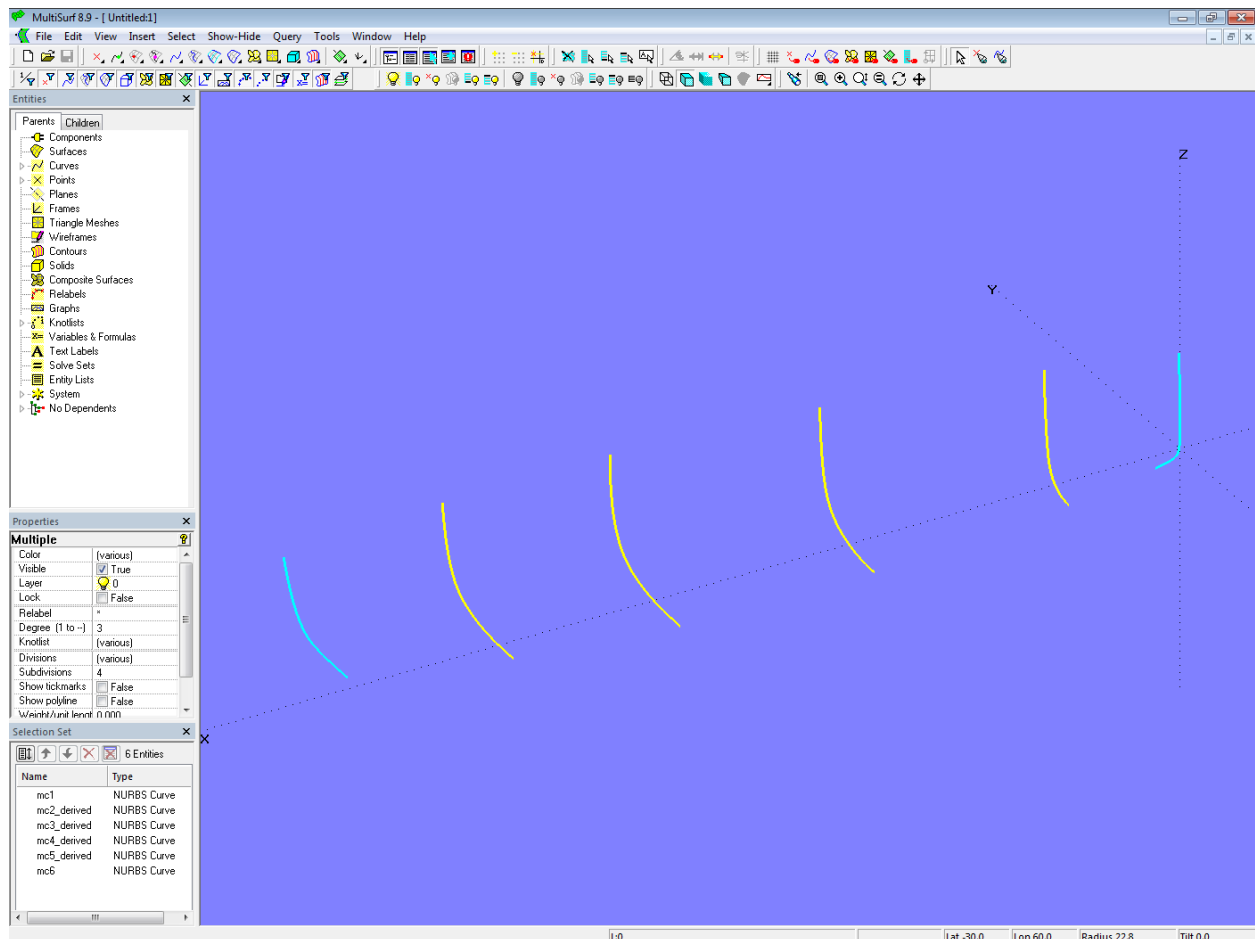 MultiSurf 8.9 - [ Untitled:1]
File Edit View Insert Select Show-Hide Query Tools Window Help
Entities
Parents Children
Components
Surfaces
Curves
Points
Planes
Frames
Triangle Meshes
Wireframes
Contours
Solids
Composite Surfaces
Relabels
Graphs
Knotlists
Variables & Formulas
Text Labels
Solve Sets
Entity Lists
System
No Dependents
Properties
Multiple
Color (various)
Visible True
Layer 0
Lock False
Relabel *
Degree (1 to --) 3
Knotlist (various)
Divisions (various)
Subdivisions 4
Show tickmarks False
Show polyline False
Weight/unit lengt 0.000
Selection Set
6 Entities
Name Type
mc1 NURBS Curve
mc2_derived NURBS Curve
mc3_derived NURBS Curve
mc4_derived NURBS Curve
mc5_derived NURBS Curve
mc6 NURBS Curve
Z
Y
X
L:0 Lat -30.0 Lon 60.0 Radius 22.8 Tilt 0.0